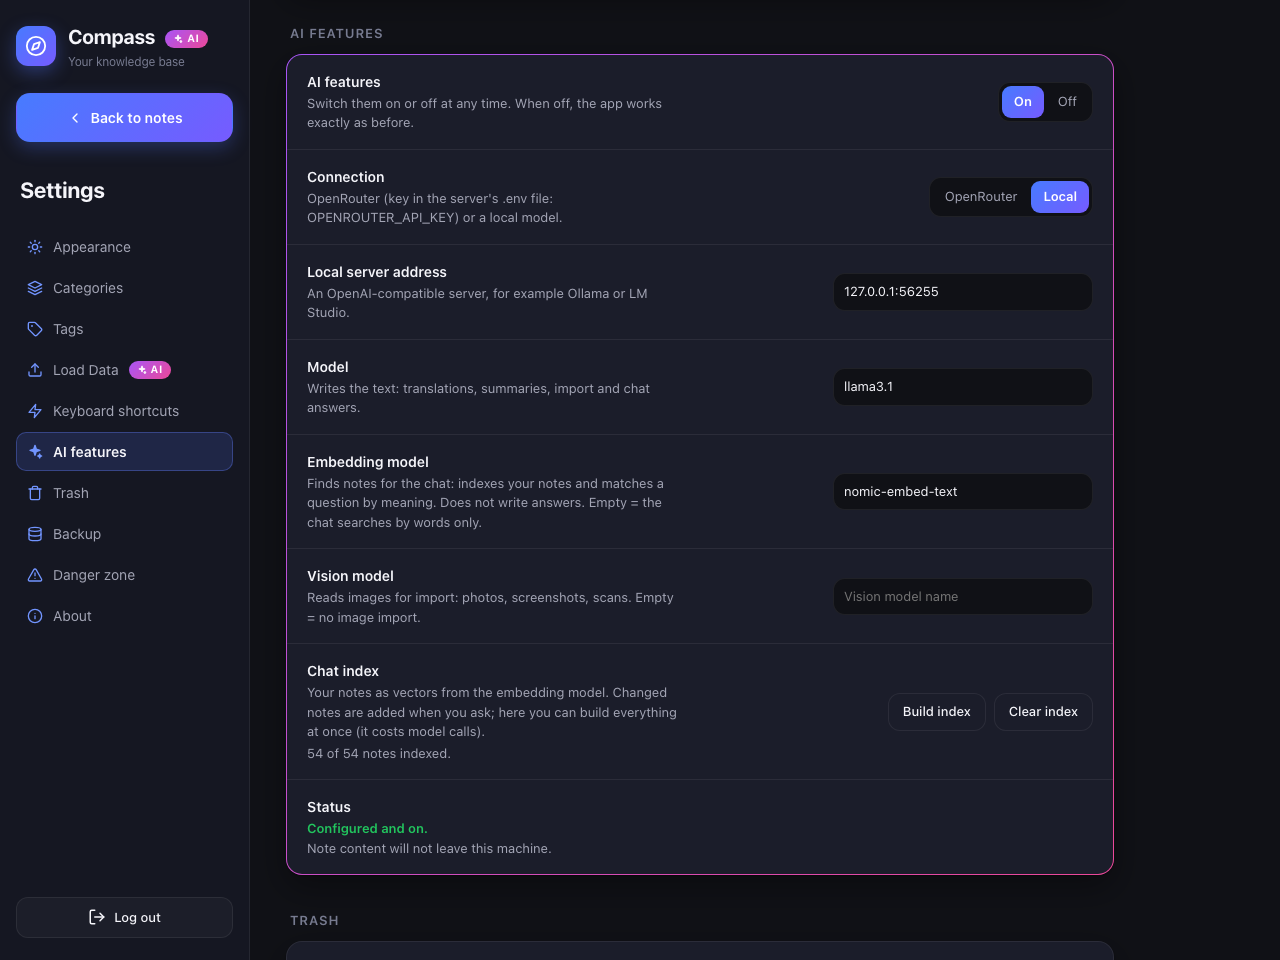 Compass AI
Your knowledge base
Back to notes
Settings
Appearance
Categories
Tags
Load Data AI
Keyboard shortcuts
AI features
Trash
Backup
Danger zone
About
Log out
AI FEATURES
AI features
Switch them on or off at any time. When off, the app works
exactly as before.
On Off
Connection
OpenRouter (key in the server's .env file:
OPENROUTER_API_KEY) or a local model.
OpenRouter Local
Local server address
An OpenAI-compatible server, for example Ollama or LM
Studio.
127.0.0.1:56255
Model
Writes the text: translations, summaries, import and chat
answers.
llama3.1
Embedding model
Finds notes for the chat: indexes your notes and matches a
question by meaning. Does not write answers. Empty = the
chat searches by words only.
nomic-embed-text
Vision model
Reads images for import: photos, screenshots, scans. Empty
= no image import.
Vision model name
Chat index
Your notes as vectors from the embedding model. Changed
notes are added when you ask; here you can build everything
at once (it costs model calls).
54 of 54 notes indexed.
Build index Clear index
Status
Configured and on.
Note content will not leave this machine.
TRASH